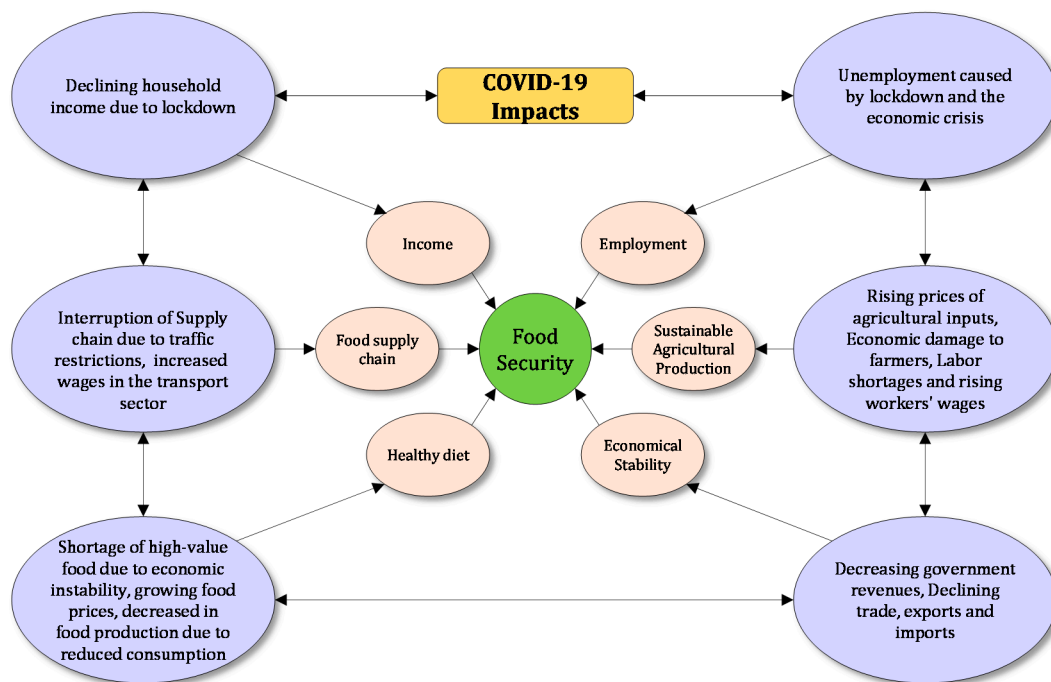 Declining household
income due to lockdown
COVID-19
Impacts
Unemployment caused
by lockdown and the
economic crisis
Income
Employment
Interruption of Supply
chain due to traffic
restrictions, increased
wages in the transport
sector
Food supply
chain
Food
Security
Sustainable
Agricultural
Production
Rising prices of
agricultural inputs,
Economic damage to
farmers, Labor
shortages and rising
workers' wages
Healthy diet
Economical
Stability
Shortage of high-value
food due to economic
instability, growing food
prices, decreased in
food production due to
reduced consumption
Decreasing government
revenues, Declining
trade, exports and
imports